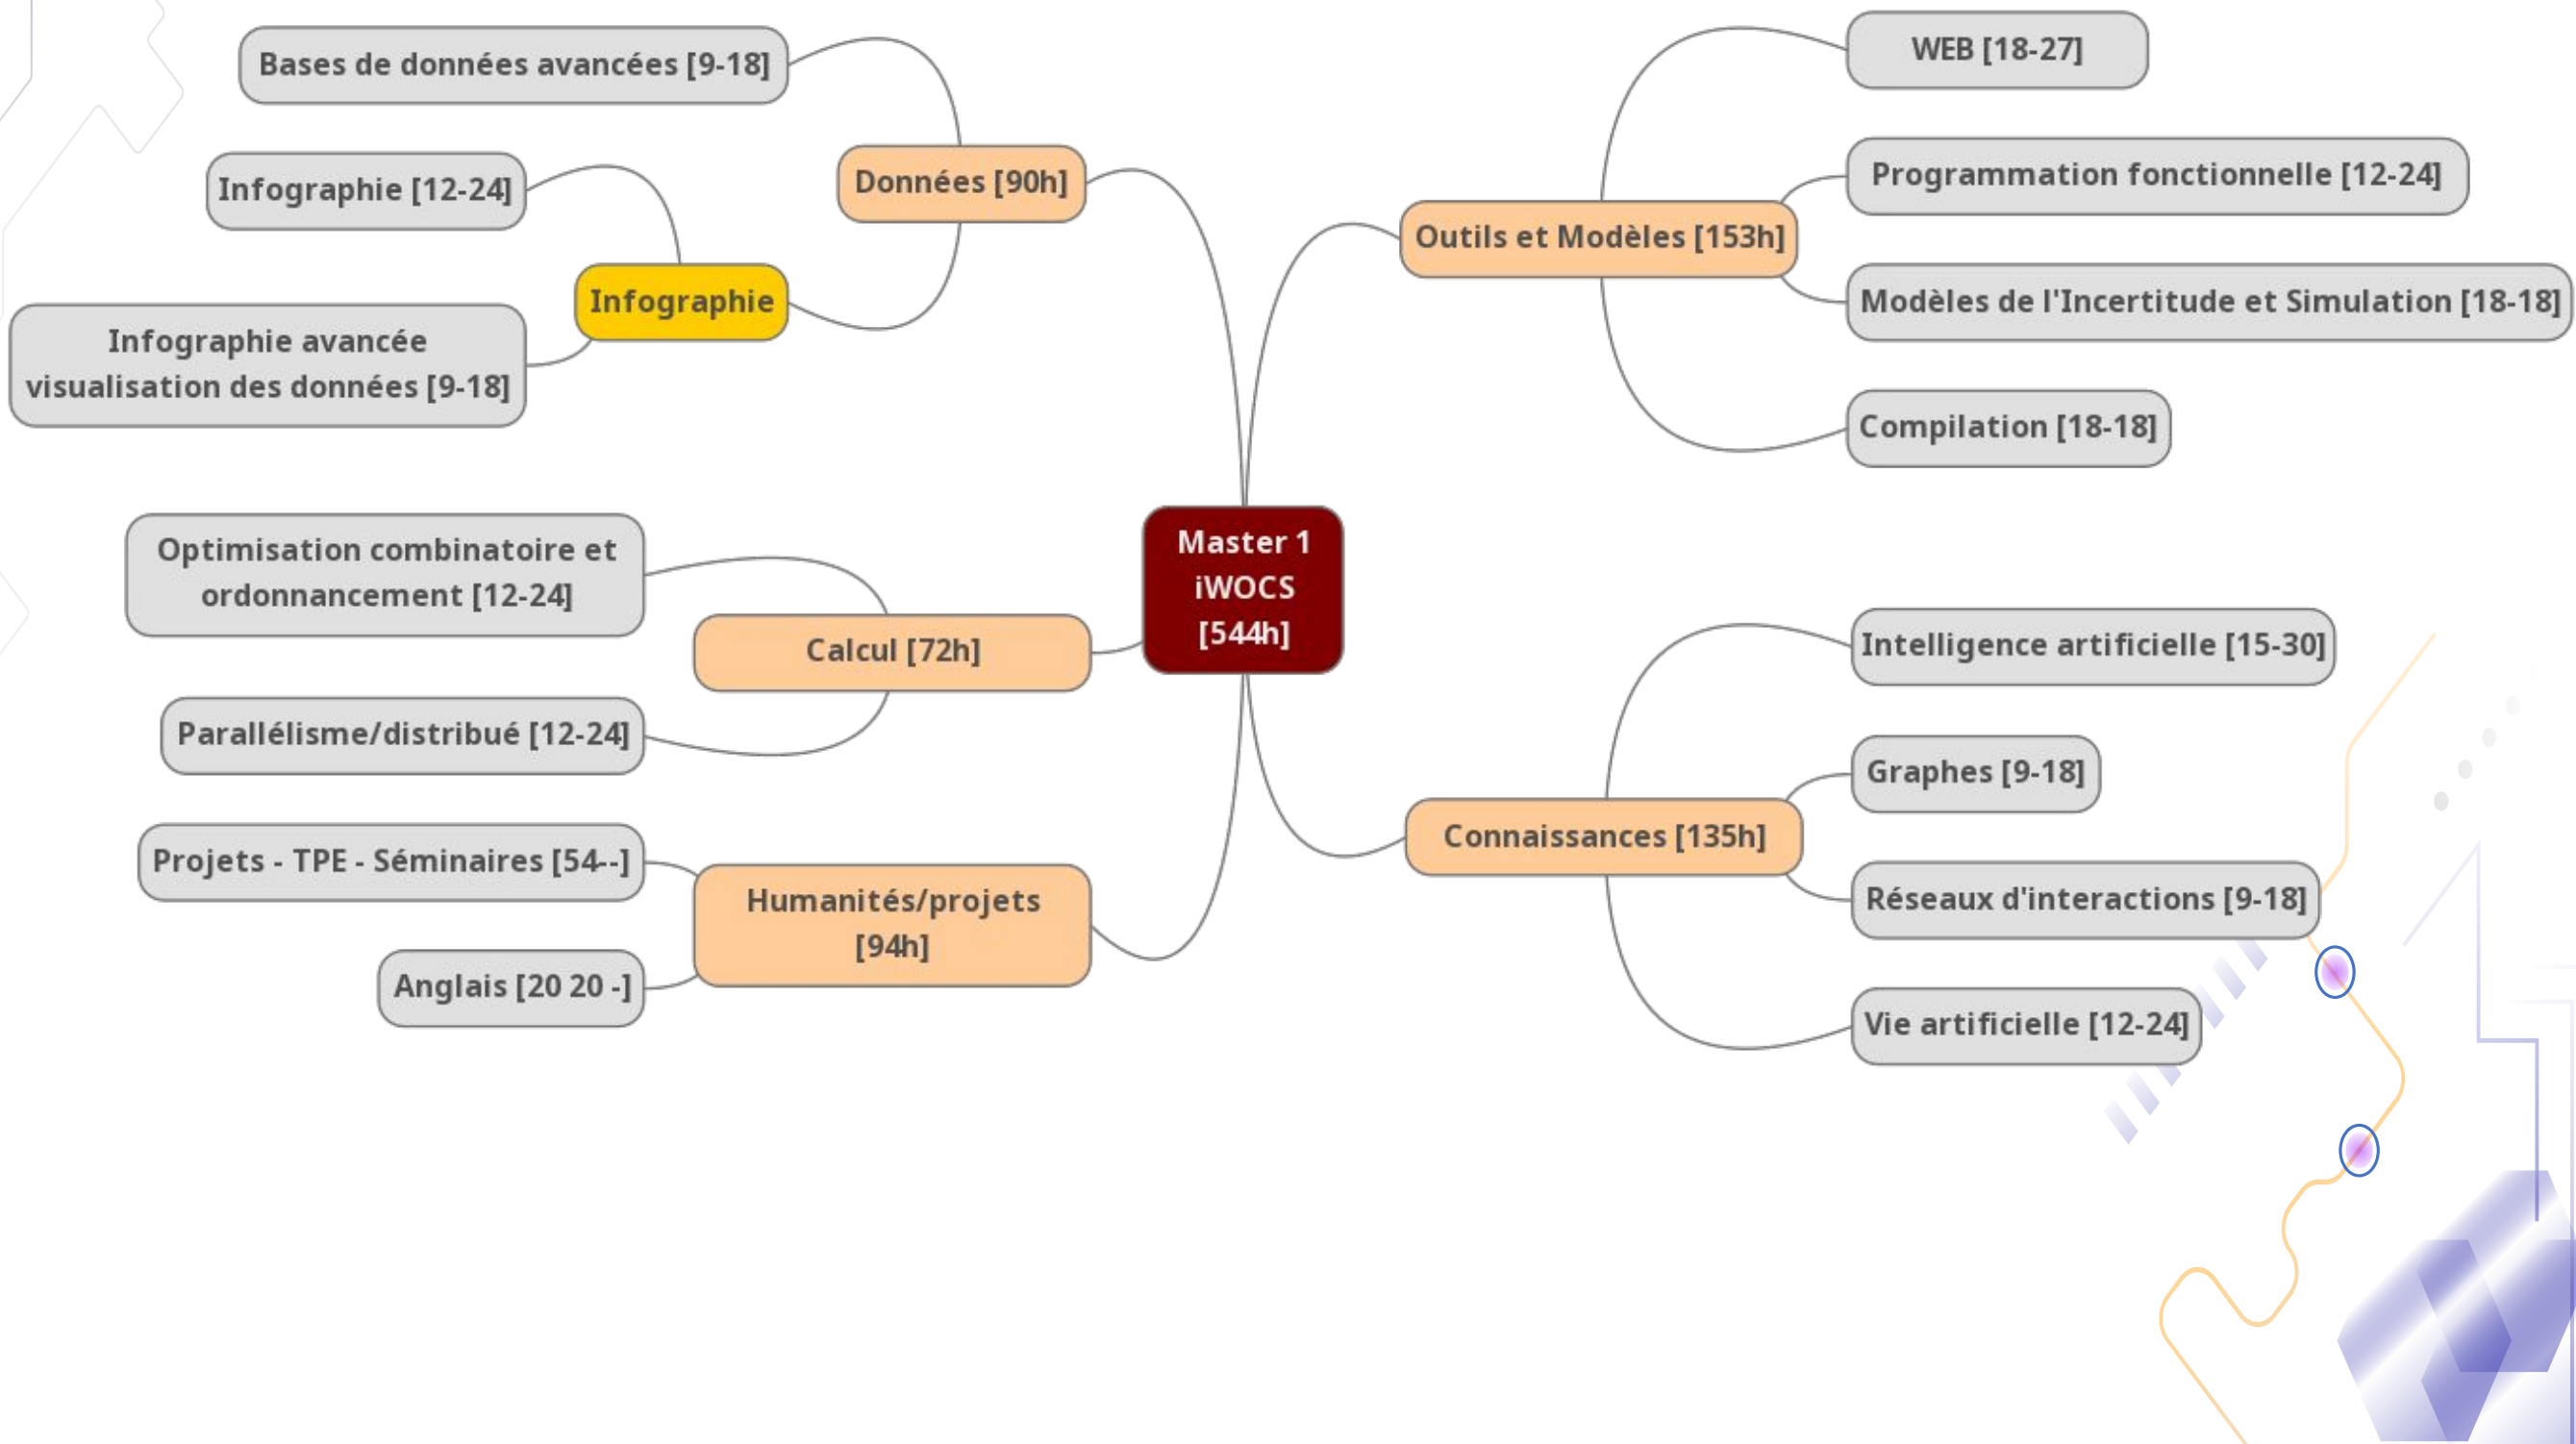 Bases de données avancées [9-18]
Infographie [12-24]
Infographie avancée
visualisation des données [9-18]
Infographie
Données [90h]
Optimisation combinatoire et
ordonnancement [12-24]
Parallélisme/distribué [12-24]
Calcul [72h]
Projets - TPE - Séminaires [54--]
Anglais [20 20 -]
Humanités/projets
[94h]
Master 1
iWOCS
[544h]
Outils et Modèles [153h]
WEB [18-27]
Programmation fonctionnelle [12-24]
Modèles de l'Incertitude et Simulation [18-18]
Compilation [18-18]
Connaissances [135h]
Intelligence artificielle [15-30]
Graphes [9-18]
Réseaux d'interactions [9-18]
Vie artificielle [12-24]